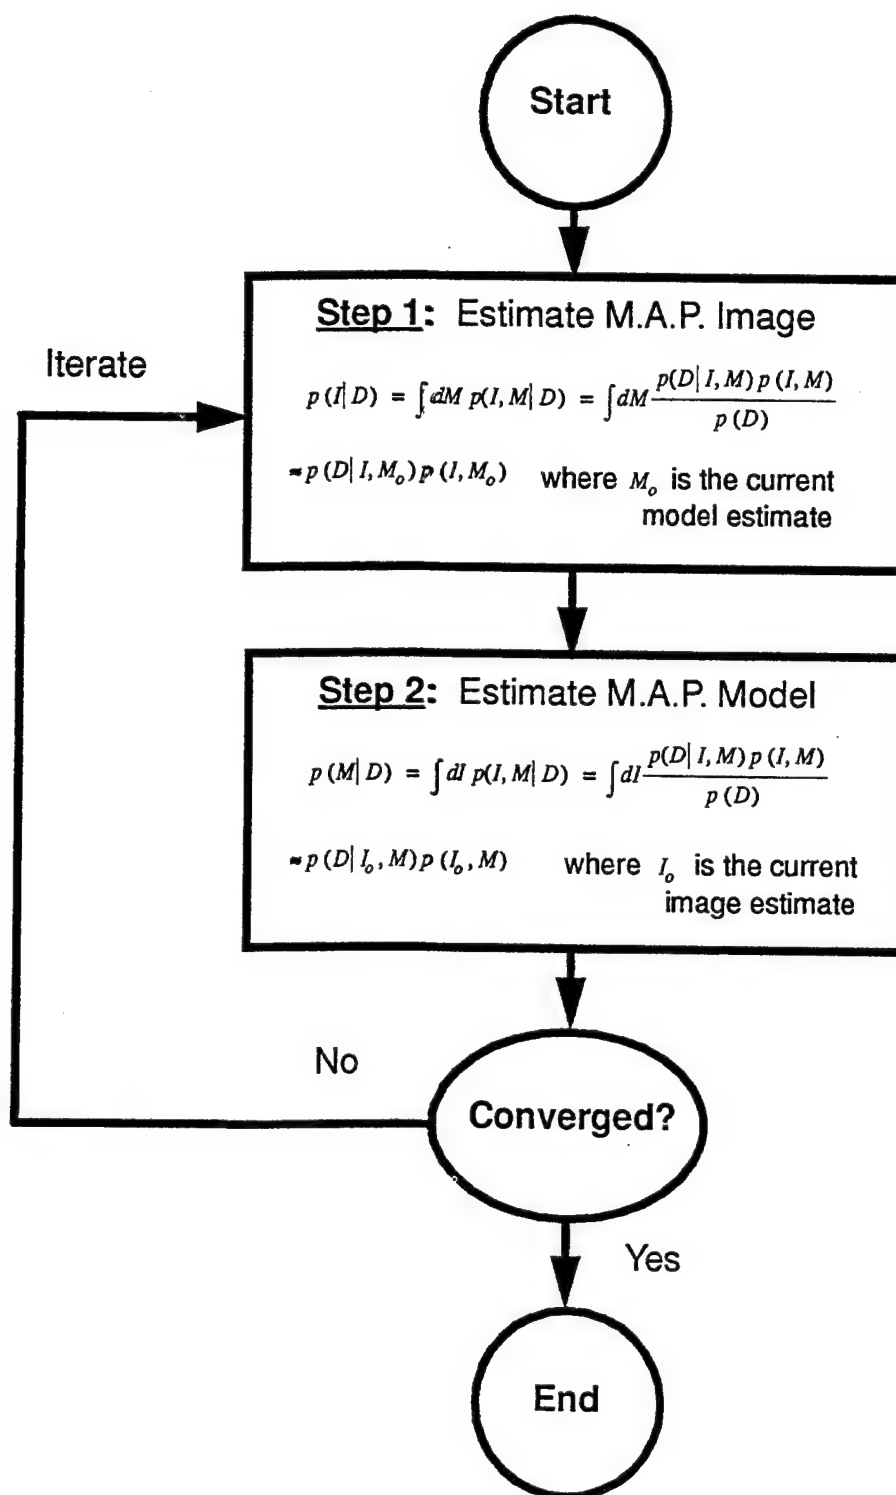 Start
Step 1: Estimate M.A.P. Image
Iterate
p(I|D) = ∫dM p(I,M|D) = ∫dM p(D|I,M)p(I,M) / p(D)
≈p(D|I,M_o)p(I,M_o) where M_o is the current
model estimate
Step 2: Estimate M.A.P. Model
p(M|D) = ∫dI p(I,M|D) = ∫dI p(D|I,M)p(I,M) / p(D)
≈p(D|I_o,M)p(I_o,M) where I_o is the current
image estimate
No
Converged?
Yes
End